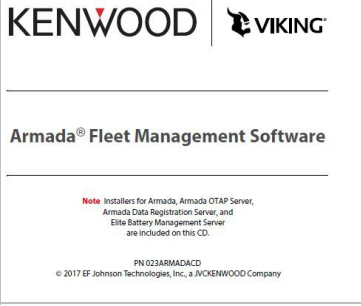 KENWOOD VIKING®
Armada® Fleet Management Software
Note Installers for Armada, Armada OTAP Server,
Armada Data Registration Server, and
Elite Battery Management Server
are included on this CD.
PN 023ARMADACD
© 2017 EF Johnson Technologies, Inc., a JVCKENWOOD Company